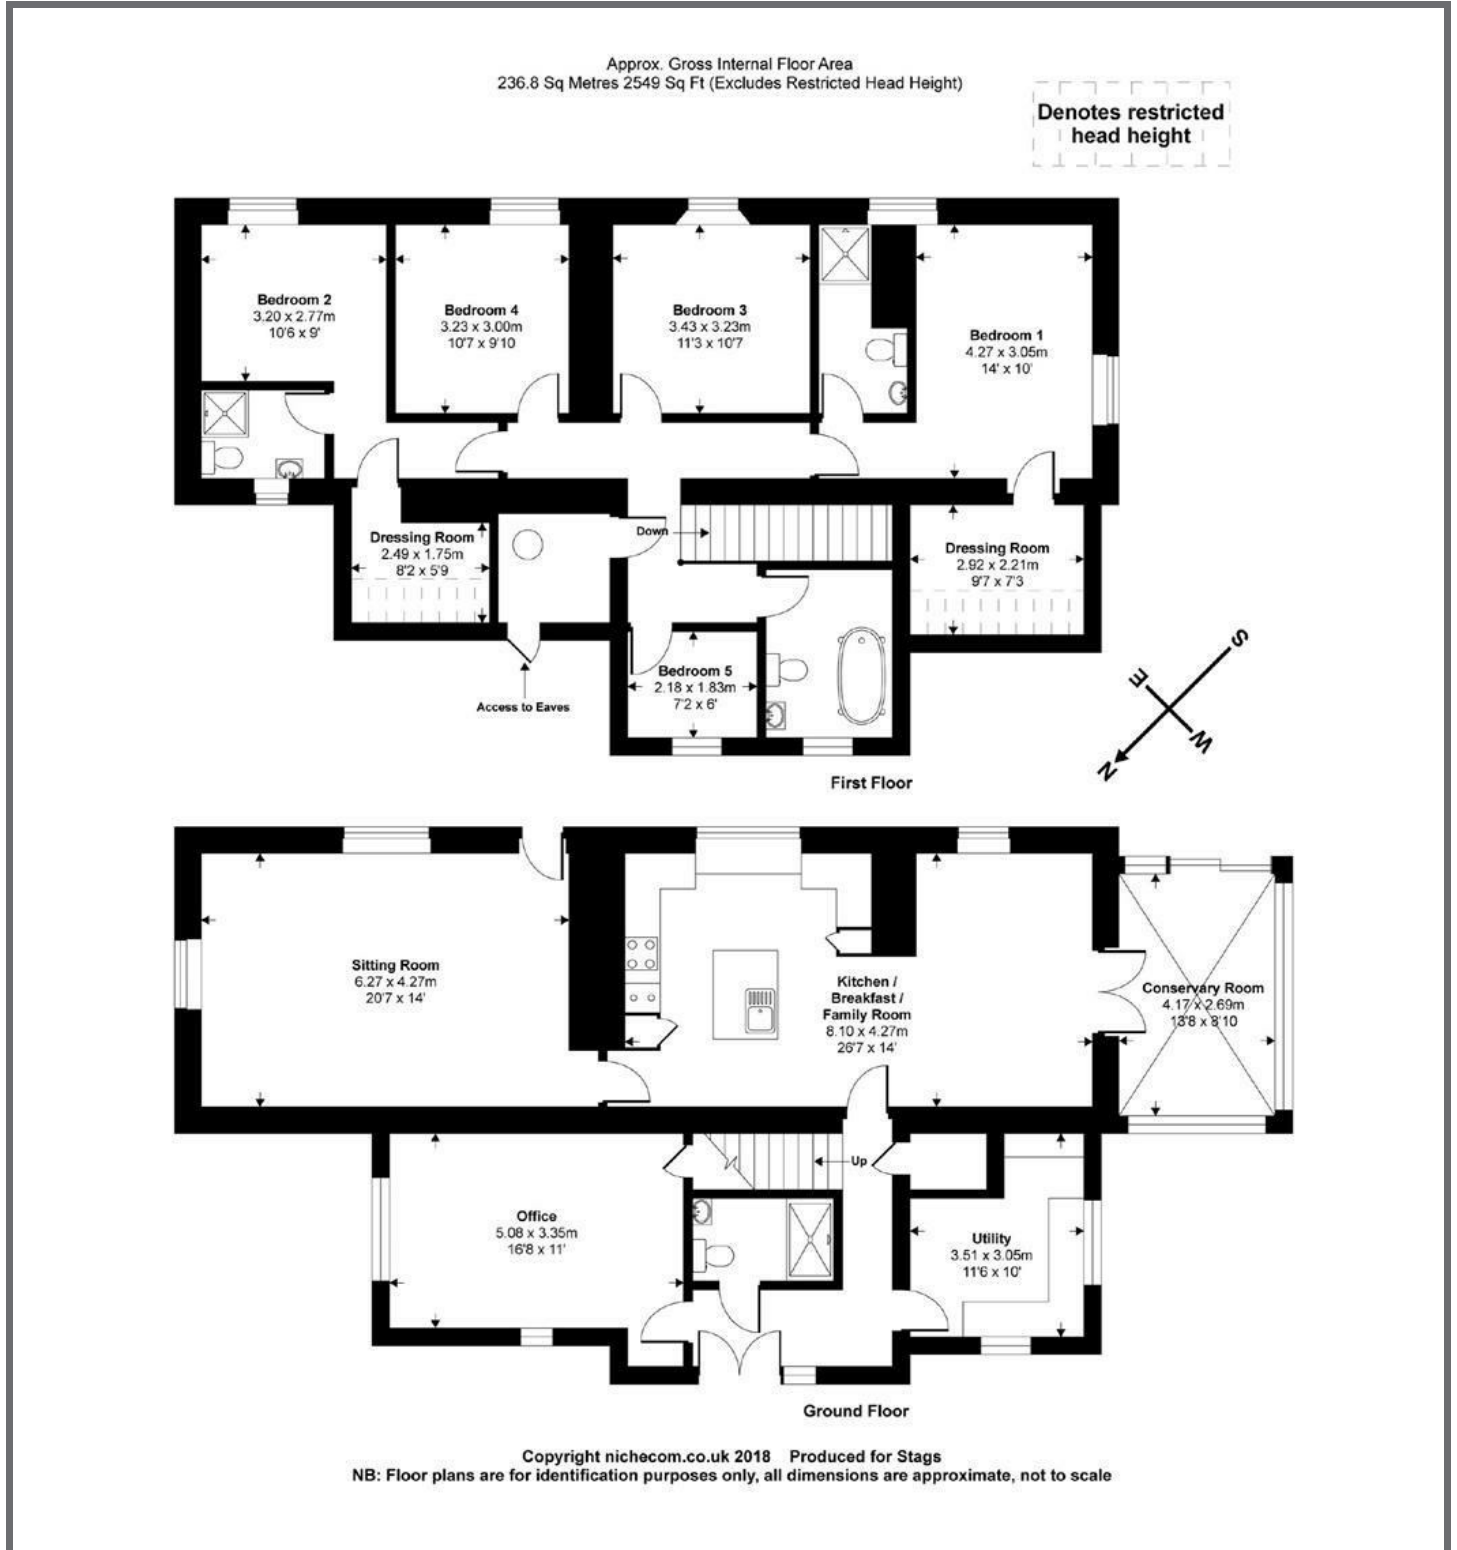 Approx. Gross Internal Floor Area
236.8 Sq Metres 2549 Sq Ft (Excludes Restricted Head Height)
Denotes restricted
head height
Bedroom 2
3.20 x 2.77m
10'6 x 9'
Bedroom 4
3.23 x 3.00m
10'7 x 9'10
Bedroom 3
3.43 x 3.23m
11'3 x 10'7
Bedroom 1
4.27 x 3.05m
14' x 10'
Dressing Room
2.49 x 1.75m
8'2 x 5'9
Down
Dressing Room
2.92 x 2.21m
9'7 x 7'3
Access to Eaves
Bedroom 5
2.18 x 1.83m
7'2 x 6'
S
E
W
N
First Floor
Sitting Room
6.27 x 4.27m
20'7 x 14'
Kitchen /
Breakfast /
Family Room
8.10 x 4.27m
26'7 x 14'
Conservary Room
4.17 x 2.69m
13'8 x 8'10
Up
Office
5.08 x 3.35m
16'8 x 11'
Utility
3.51 x 3.05m
11'6 x 10'
Ground Floor
Copyright nichecom.co.uk 2018 Produced for Stags
NB: Floor plans are for identification purposes only, all dimensions are approximate, not to scale